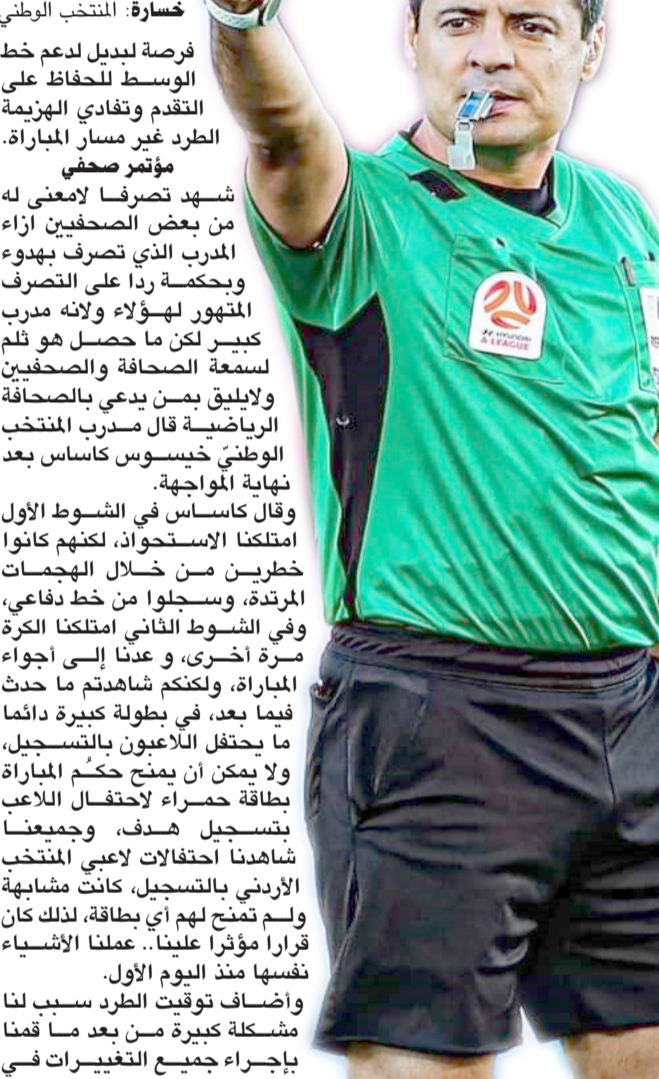 خسارة: المنتخب الوطني
فرصة لبديل لدعم خط
الوسط للحفاظ على
التقدم وتفادي الهزيمة
الطرد غير مسار المباراة.
مؤتمر صحفي
شهد تصرفا لامعنى له
من بعض الصحفيين ازاء
المدرب الذي تصرف بهدوء
وبحكمة ردا على التصرف
المتهور لهؤلاء ولانه مدرب
كبير لكن ما حصل هو ثلم
لسمعة الصحافة والصحفيين
ولايليق بمن يدعي بالصحافة
الرياضية قال مدرب المنتخب
الوطنيّ خيسوس كاساس بعد
نهاية المواجهة.
وقال كاساس في الشوط الأول
امتلكنا الاستحواذ، لكنهم كانوا
خطرين من خلال الهجمات
المرتدة، وسجلوا من خط دفاعي،
وفي الشوط الثاني امتلكنا الكرة
مرة أخرى، و عدنا إلى أجواء
المباراة، ولكنكم شاهدتم ما حدث
فيما بعد، في بطولة كبيرة دائما
ما يحتفل اللاعبون بالتسجيل،
ولا يمكن أن يمنح حكُم المباراة
بطاقة حمراء لاحتفال اللاعب
بتسجيل هدف، وجميعنا
شاهدنا احتفالات لاعبي المنتخب
الأردني بالتسجيل، كانت مشابهة
ولم تمنح لهم أي بطاقة، لذلك كان
قرارا مؤثرا علينا.. عملنا الأشياء
نفسها منذ اليوم الأول.
وأضاف توقيت الطرد سبب لنا
مشكلة كبيرة من بعد ما قمنا
بإجراء جميع التغييرات في
HYUNDAI
A-LEAGUE